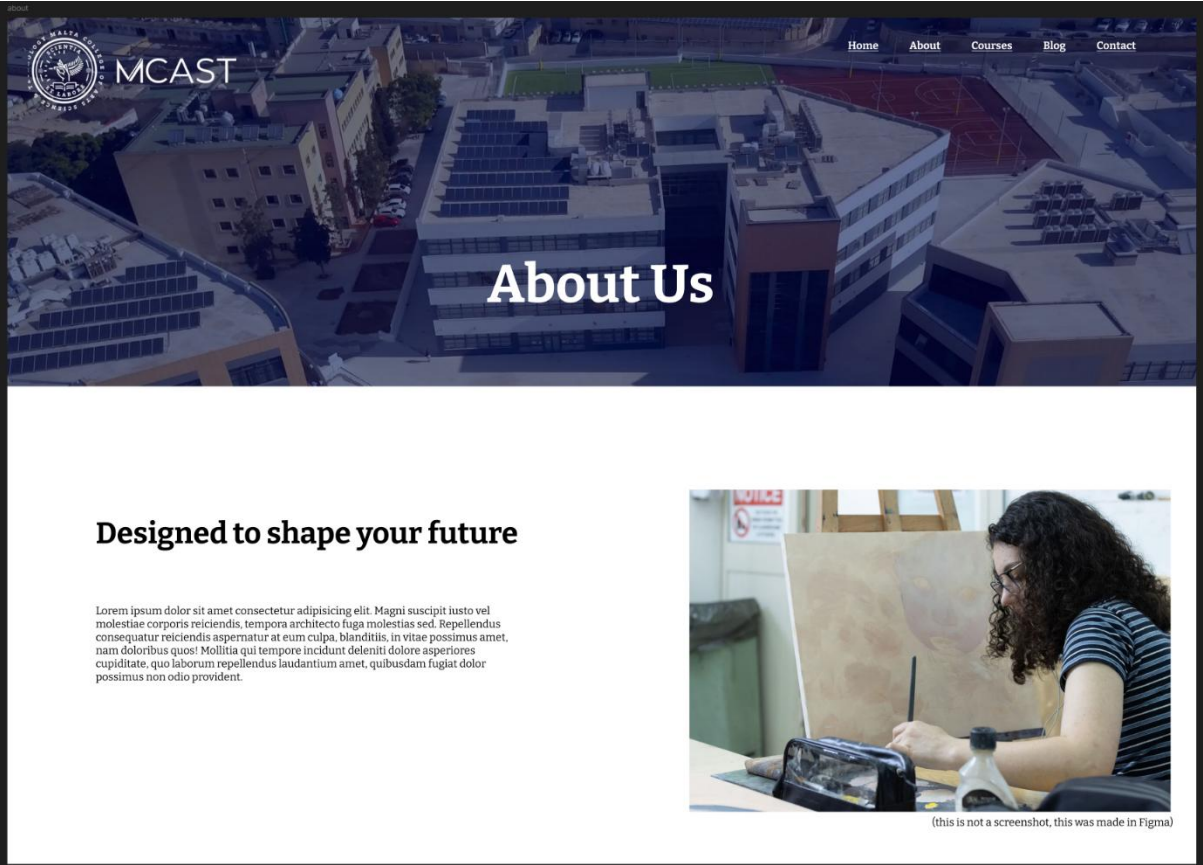 about
MCAST
Home About Courses Blog Contact
About Us
Designed to shape your future
Lorem ipsum dolor sit amet consectetur adipisicing elit. Magni suscipit iusto vel
molestiae corporis reiciendis, tempora architecto fuga molestias sed. Repellendus
consequatur reiciendis aspernatur at eum culpa, blanditiis, in vitae possimus amet,
nam doloribus quos! Mollitia qui tempore incidunt deleniti dolore asperiores
cupiditate, quo laborum repellendus laudantium amet, quibusdam fugiat dolor
possimus non odio provident.
NOTICE
(this is not a screenshot, this was made in Figma)